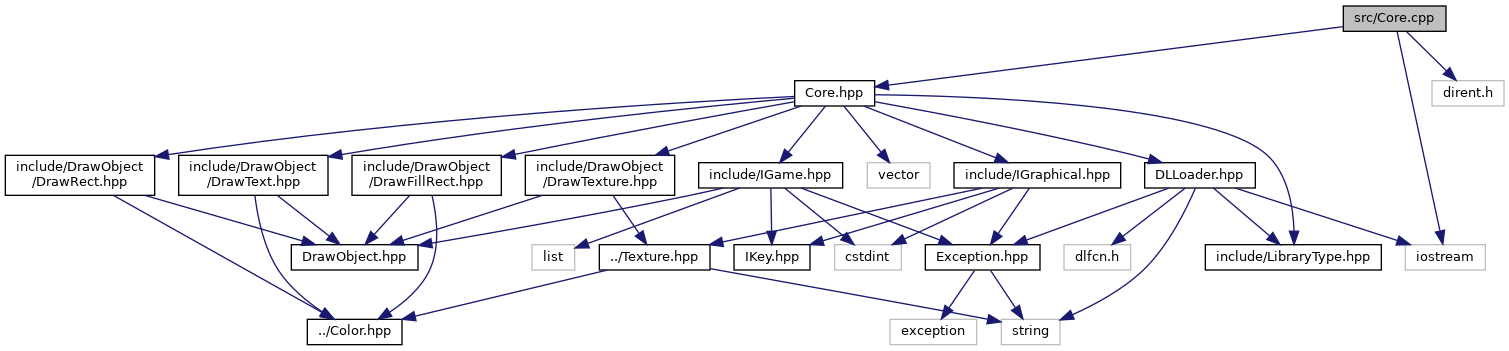 src/Core.cpp
Core.hpp
dirent.h
include/DrawObject
/DrawRect.hpp
include/DrawObject
/DrawText.hpp
include/DrawObject
/DrawFillRect.hpp
include/DrawObject
/DrawTexture.hpp
include/IGame.hpp
vector
include/IGraphical.hpp
DLLoader.hpp
DrawObject.hpp
list
../Texture.hpp
IKey.hpp
cstdint
Exception.hpp
dlfcn.h
include/LibraryType.hpp
iostream
../Color.hpp
exception
string